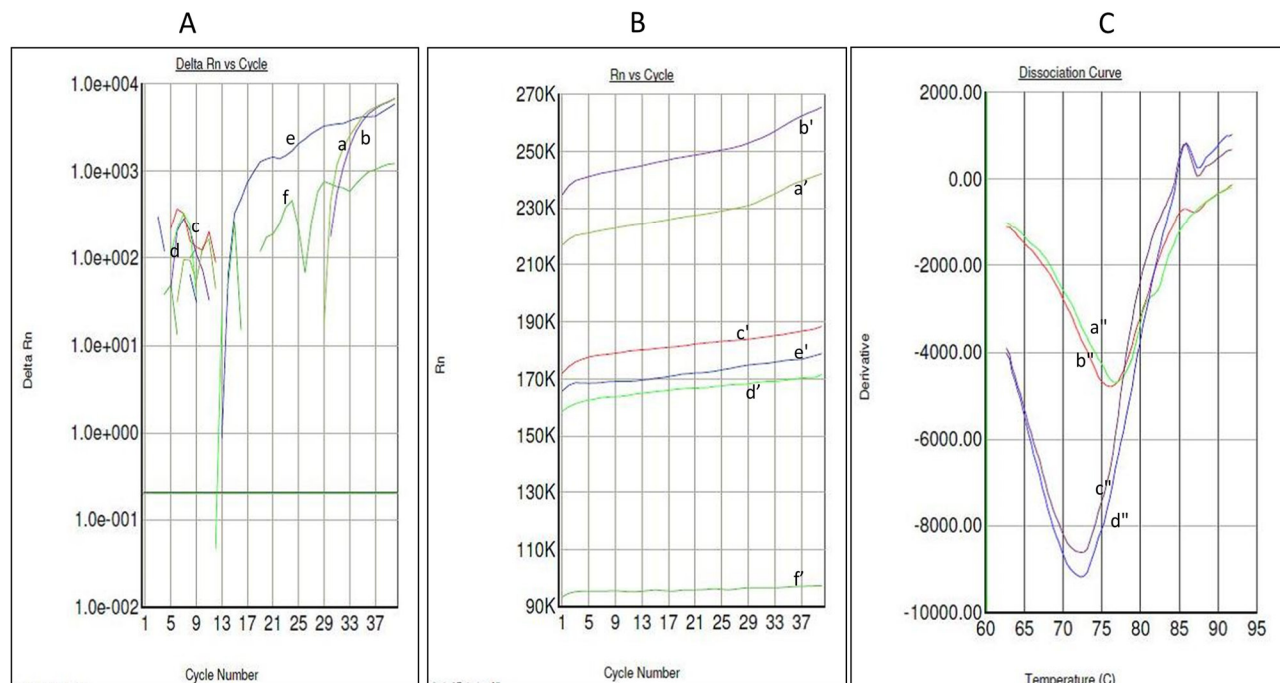 A
B
C
Delta Rn vs Cycle
1.0e+004
1.0e+003
1.0e+002
1.0e+001
1.0e+000
1.0e-001
1.0e-002
Delta Rn
e
a
b
f
c
d
1 5 9 13 17 21 25 29 33 37
Cycle Number
Rn vs Cycle
270K
250K
230K
210K
190K
170K
150K
130K
110K
90K
Rn
b'
a'
c'
e'
d'
f'
1 5 9 13 17 21 25 29 33 37
Cycle Number
Dissociation Curve
2000.00
0.00
-2000.00
-4000.00
-6000.00
-8000.00
-10000.00
Derivative
a"
b"
c"
d"
60 65 70 75 80 85 90 95
Temperature (C)